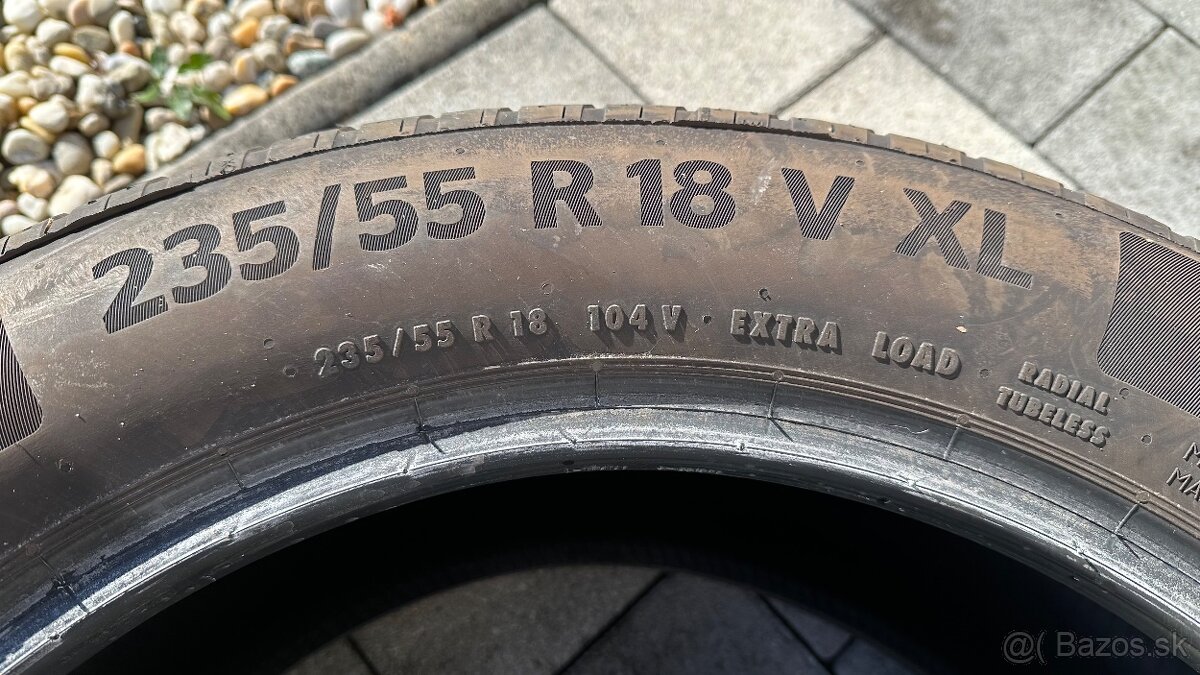 235/55 R 18 V XL
235/55 R 18 104 V · EXTRA LOAD
RADIAL
TUBELESS
@( Bazos.sk